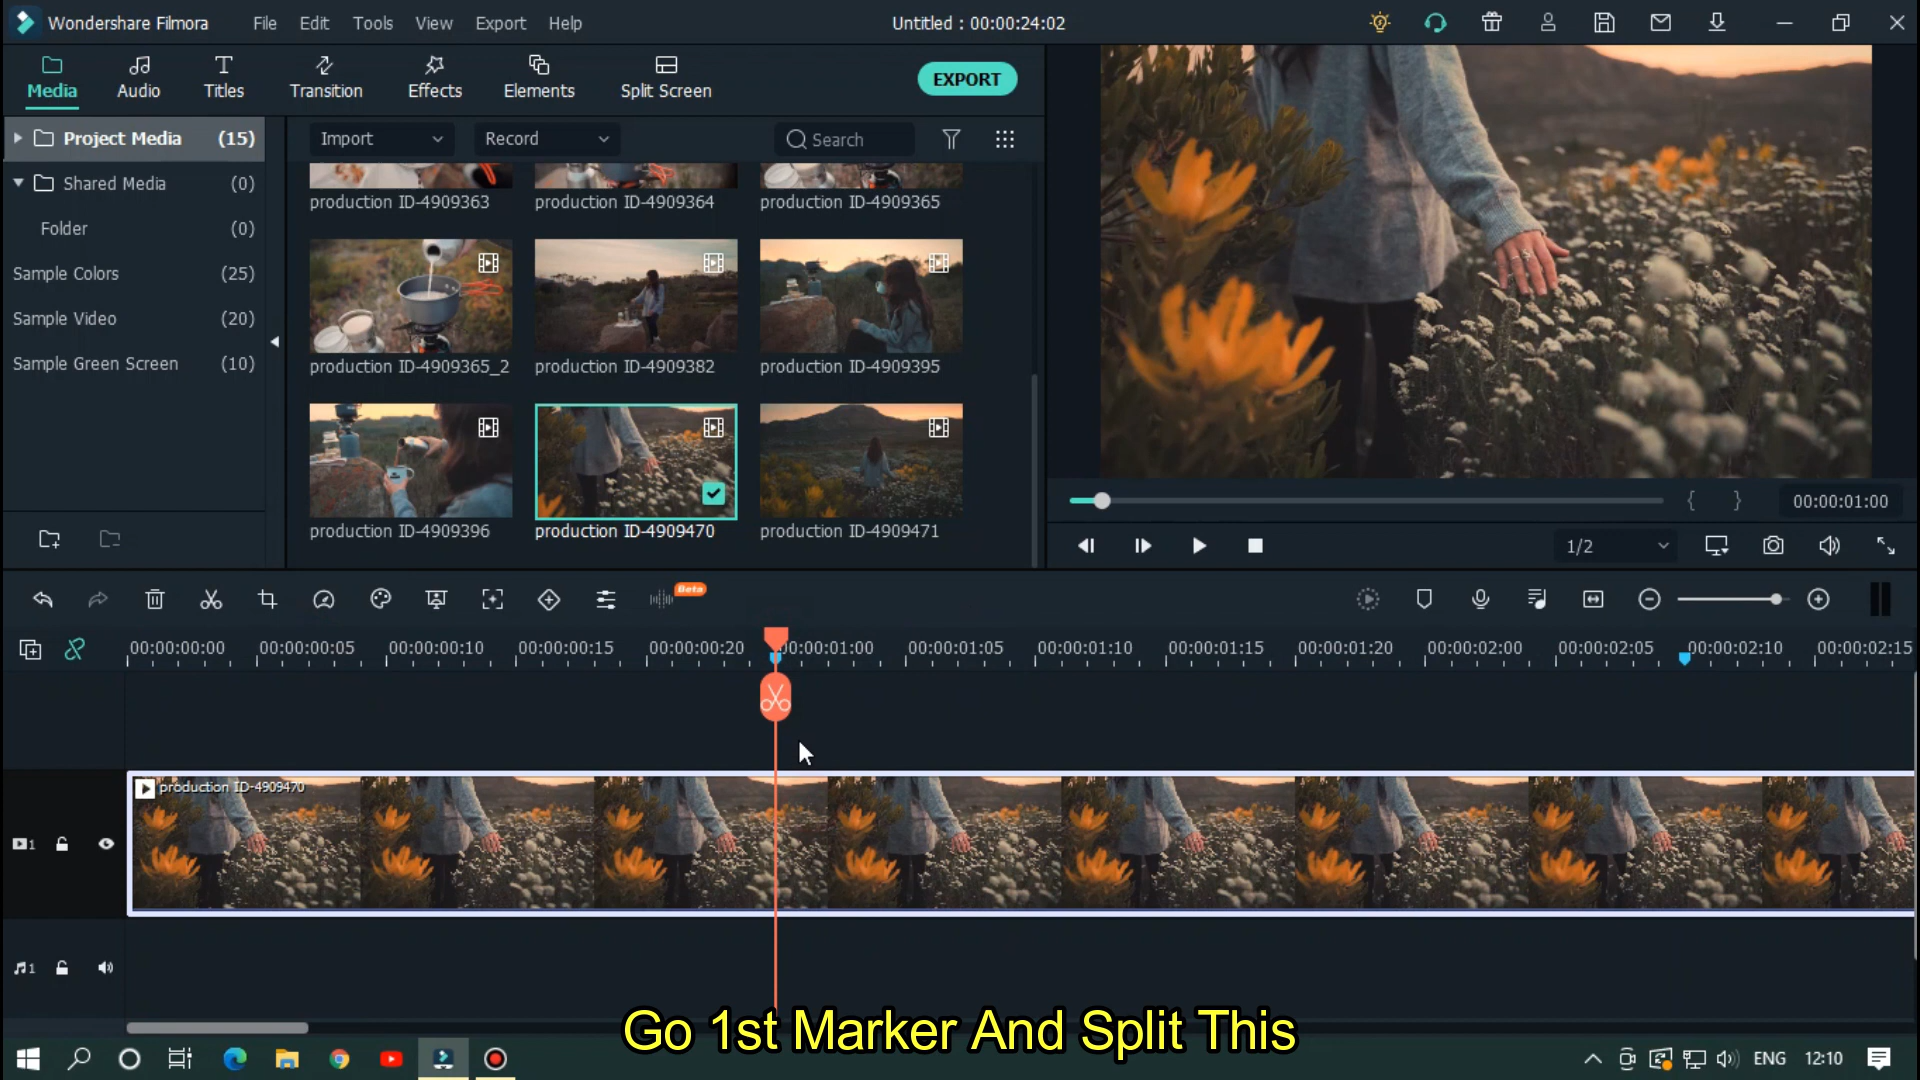 Wondershare Filmora File Edit Tools View Export Help Untitled : 00:00:24:02
Media Audio Titles Transition Effects Elements Split Screen EXPORT
Project Media (15)
Shared Media (0)
Folder (0)
Sample Colors (25)
Sample Video (20)
Sample Green Screen (10)
Import Record Search
production ID-4909363 production ID-4909364 production ID-4909365
production ID-4909365_2 production ID-4909382 production ID-4909395
production ID-4909396 production ID-4909470 production ID-4909471
{ } 00:00:01:00
1/2
Beta
00:00:00:00 00:00:00:05 00:00:00:10 00:00:00:15 00:00:00:20 00:00:01:00 00:00:01:05 00:00:01:10 00:00:01:15 00:00:01:20 00:00:02:00 00:00:02:05 00:00:02:10 00:00:02:15
production ID-4909470
1
1
Go 1st Marker And Split This
ENG 12:10